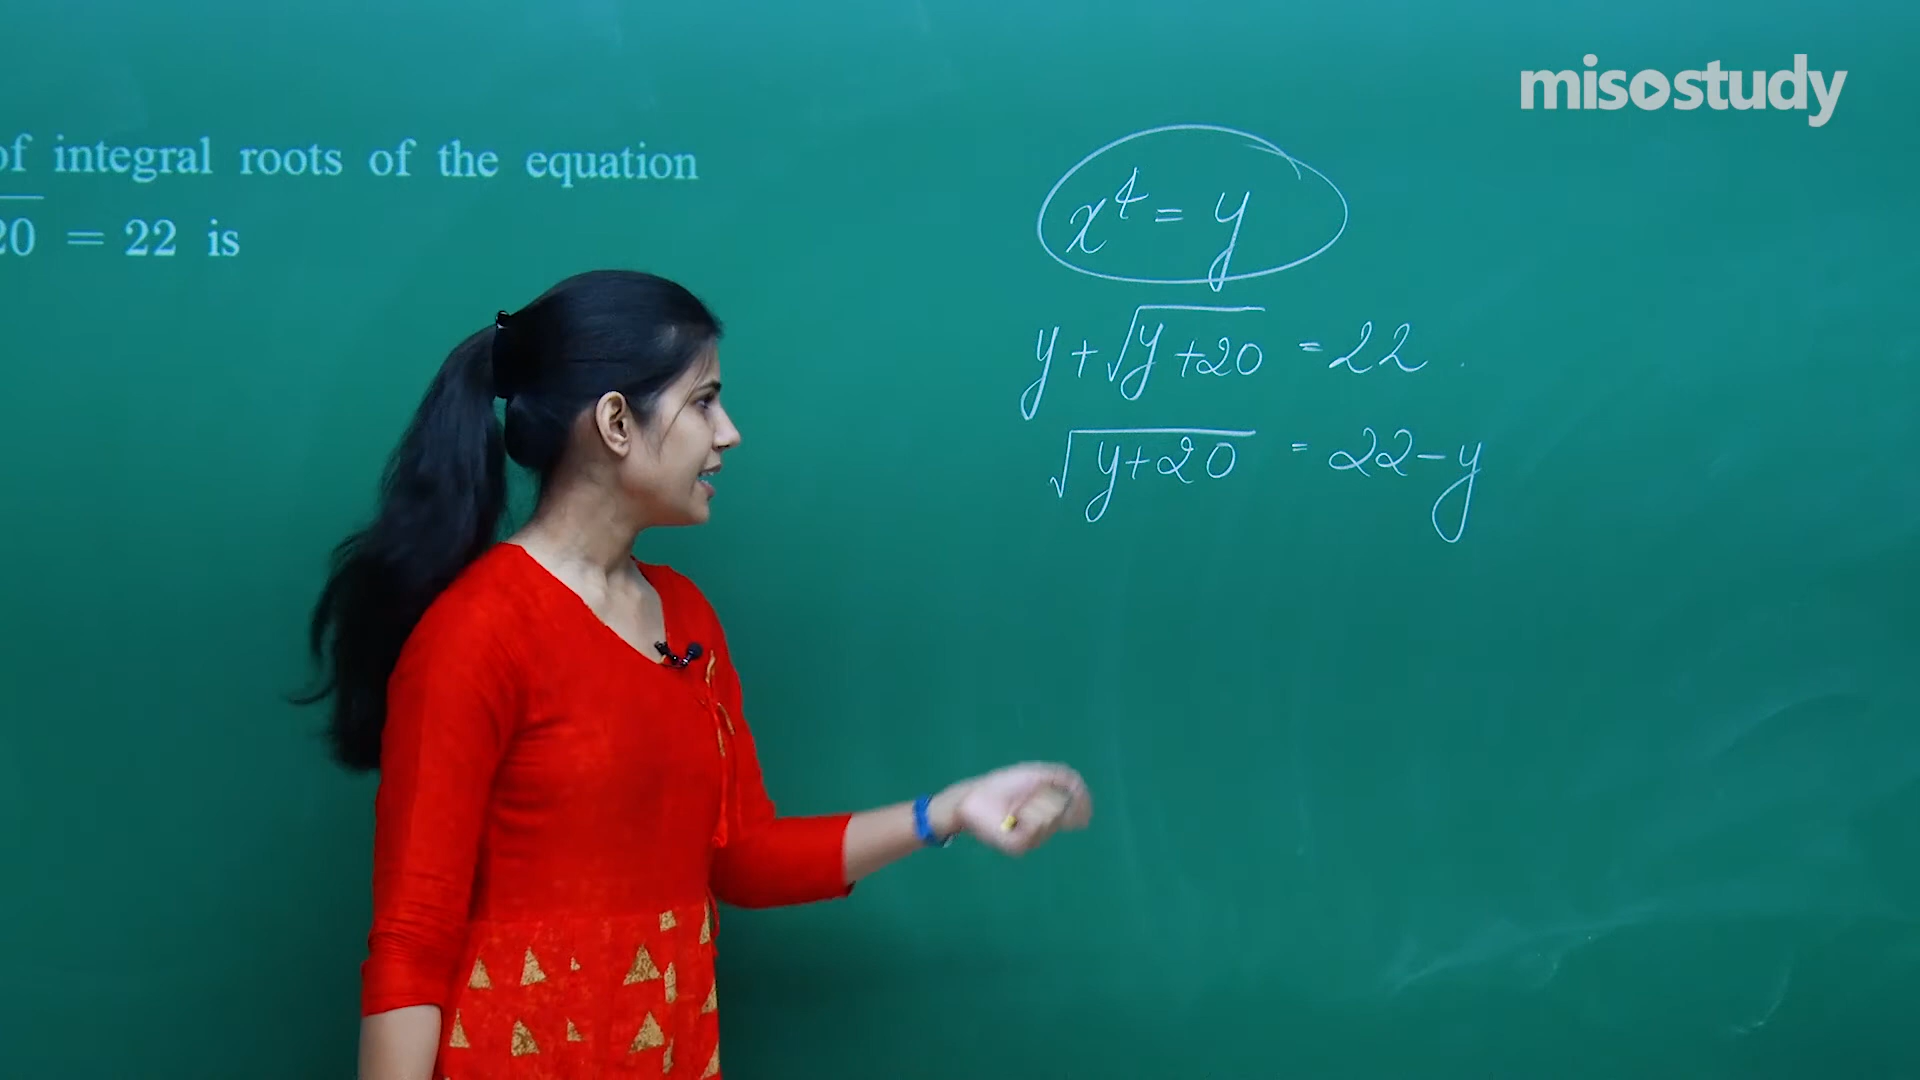 misostudy
of integral roots of the equation
20 = 22 is
x⁴ = y
y + √(y + 20) = 22
√(y + 20) = 22 - y